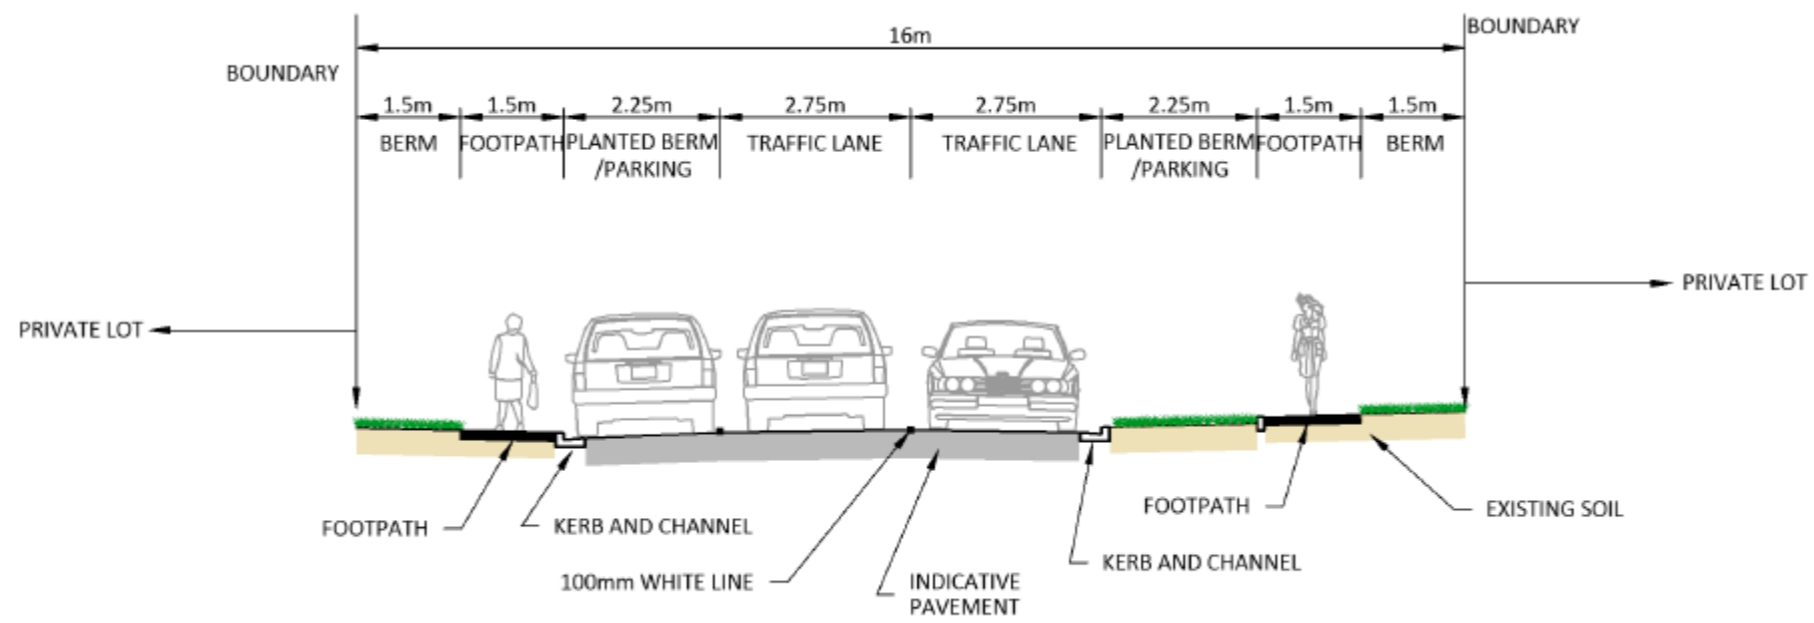 BOUNDARY
16m
BOUNDARY
1.5m 1.5m 2.25m 2.75m 2.75m 2.25m 1.5m 1.5m
BERM FOOTPATH PLANTED BERM TRAFFIC LANE TRAFFIC LANE PLANTED BERM FOOTPATH BERM
/PARKING /PARKING
PRIVATE LOT
PRIVATE LOT
FOOTPATH
KERB AND CHANNEL
FOOTPATH
EXISTING SOIL
100mm WHITE LINE
INDICATIVE
PAVEMENT
KERB AND CHANNEL